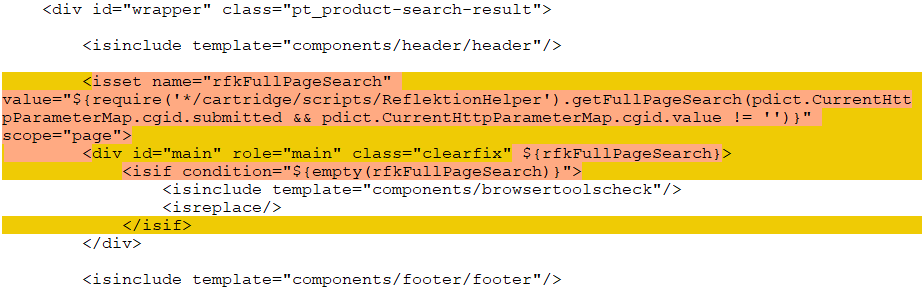 <div id="wrapper" class="pt_product-search-result">
<isinclude template="components/header/header"/>
<isset name="rfkFullPageSearch"
value="${require('*/cartridge/scripts/ReflektionHelper').getFullPageSearch(pdict.CurrentHtt
pParameterMap.cgid.submitted && pdict.CurrentHttpParameterMap.cgid.value != '')}"
scope="page">
<div id="main" role="main" class="clearfix" ${rfkFullPageSearch}>
<isif condition="${empty(rfkFullPageSearch)}">
<isinclude template="components/browsertoolscheck"/>
<isreplace/>
</isif>
</div>
<isinclude template="components/footer/footer"/>